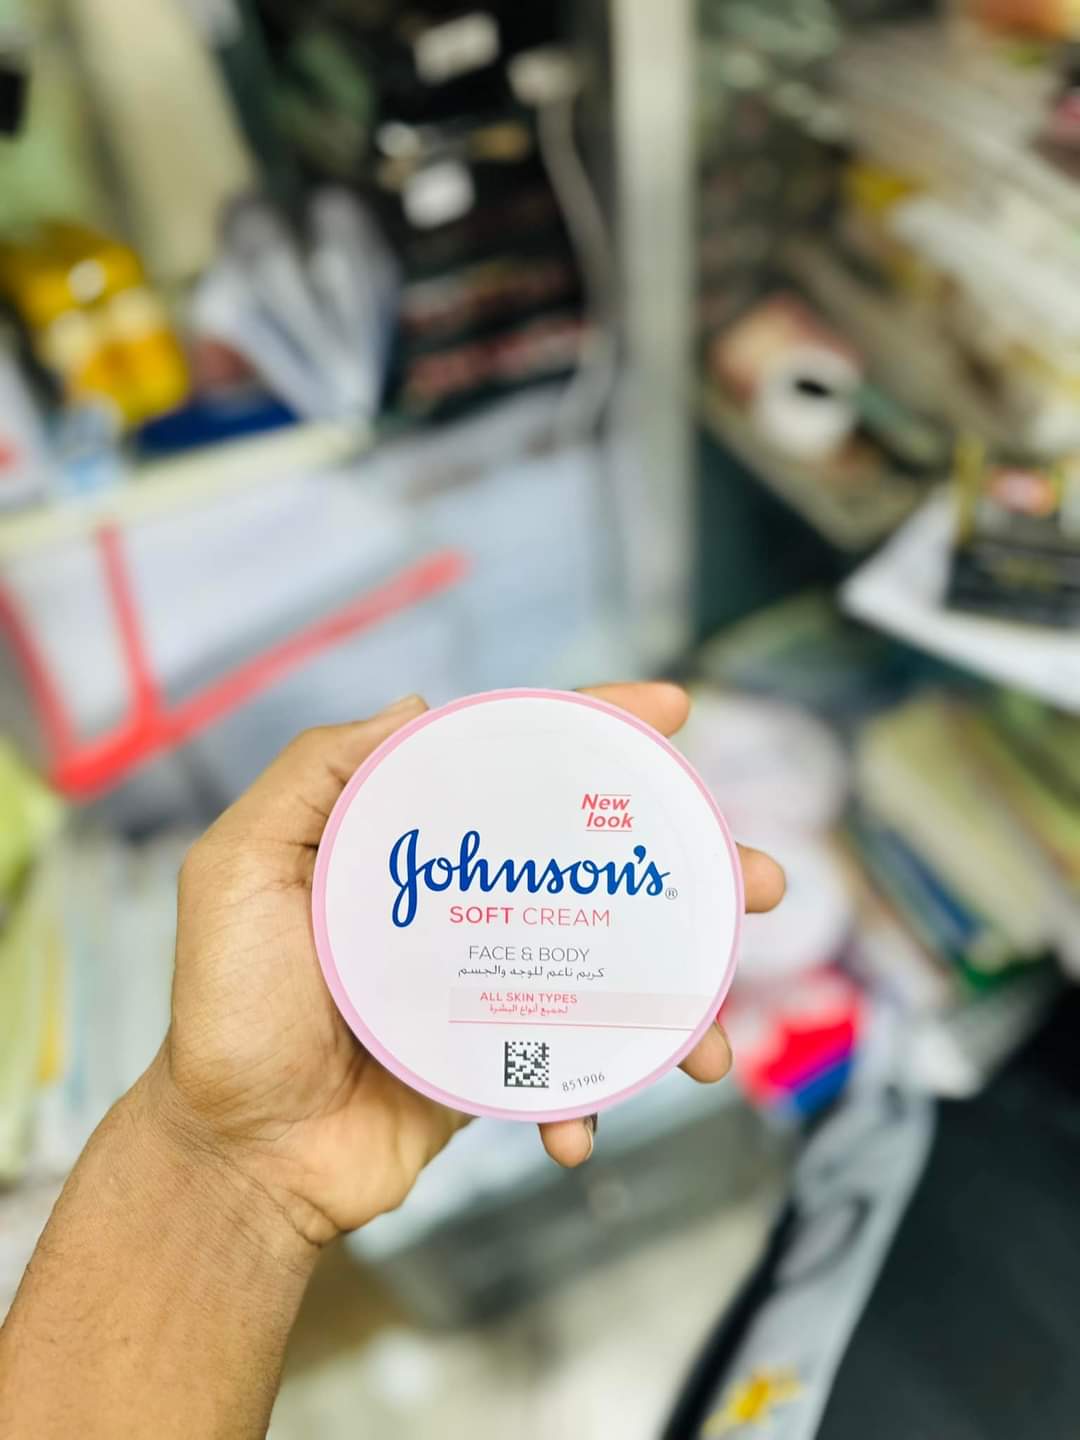 New
look
Johnson's®
SOFT CREAM
FACE & BODY
كريم ناعم للوجه والجسم
ALL SKIN TYPES
لجميع أنواع البشرة
851906